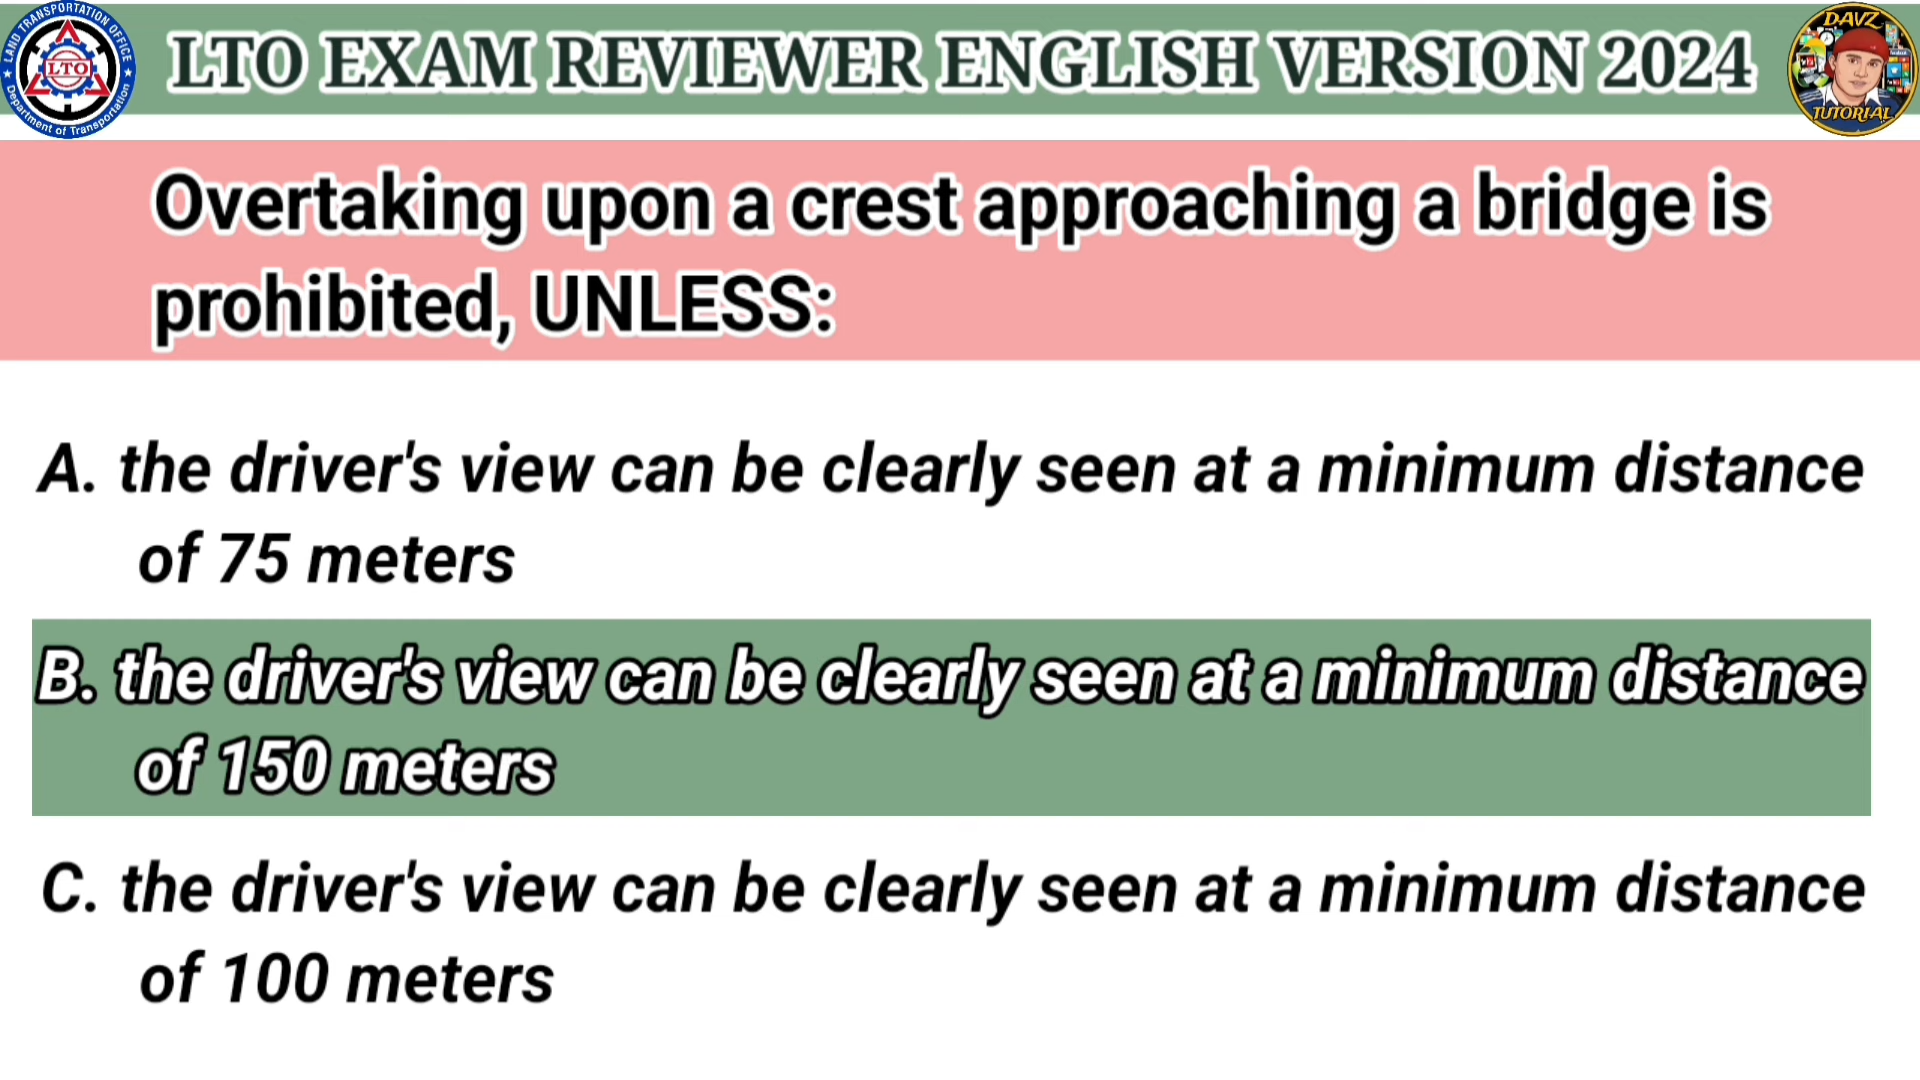 LAND TRANSPORTATION OFFICE
LTO
Department of Transportation
LTO EXAM REVIEWER ENGLISH VERSION 2024
DAVZ
TUTORIAL
Overtaking upon a crest approaching a bridge is
prohibited, UNLESS:
A. the driver's view can be clearly seen at a minimum distance
of 75 meters
B. the driver's view can be clearly seen at a minimum distance
of 150 meters
C. the driver's view can be clearly seen at a minimum distance
of 100 meters